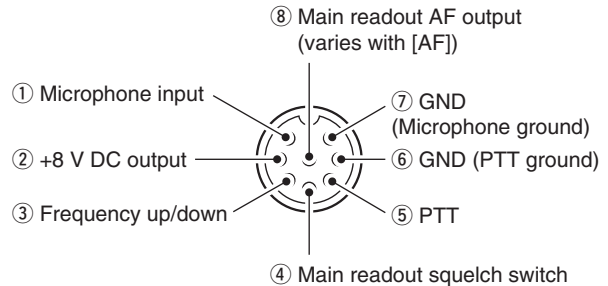 ⑧ Main readout AF output
(varies with [AF])
① Microphone input
⑦ GND
(Microphone ground)
② +8 V DC output
⑥ GND (PTT ground)
③ Frequency up/down
⑤ PTT
④ Main readout squelch switch